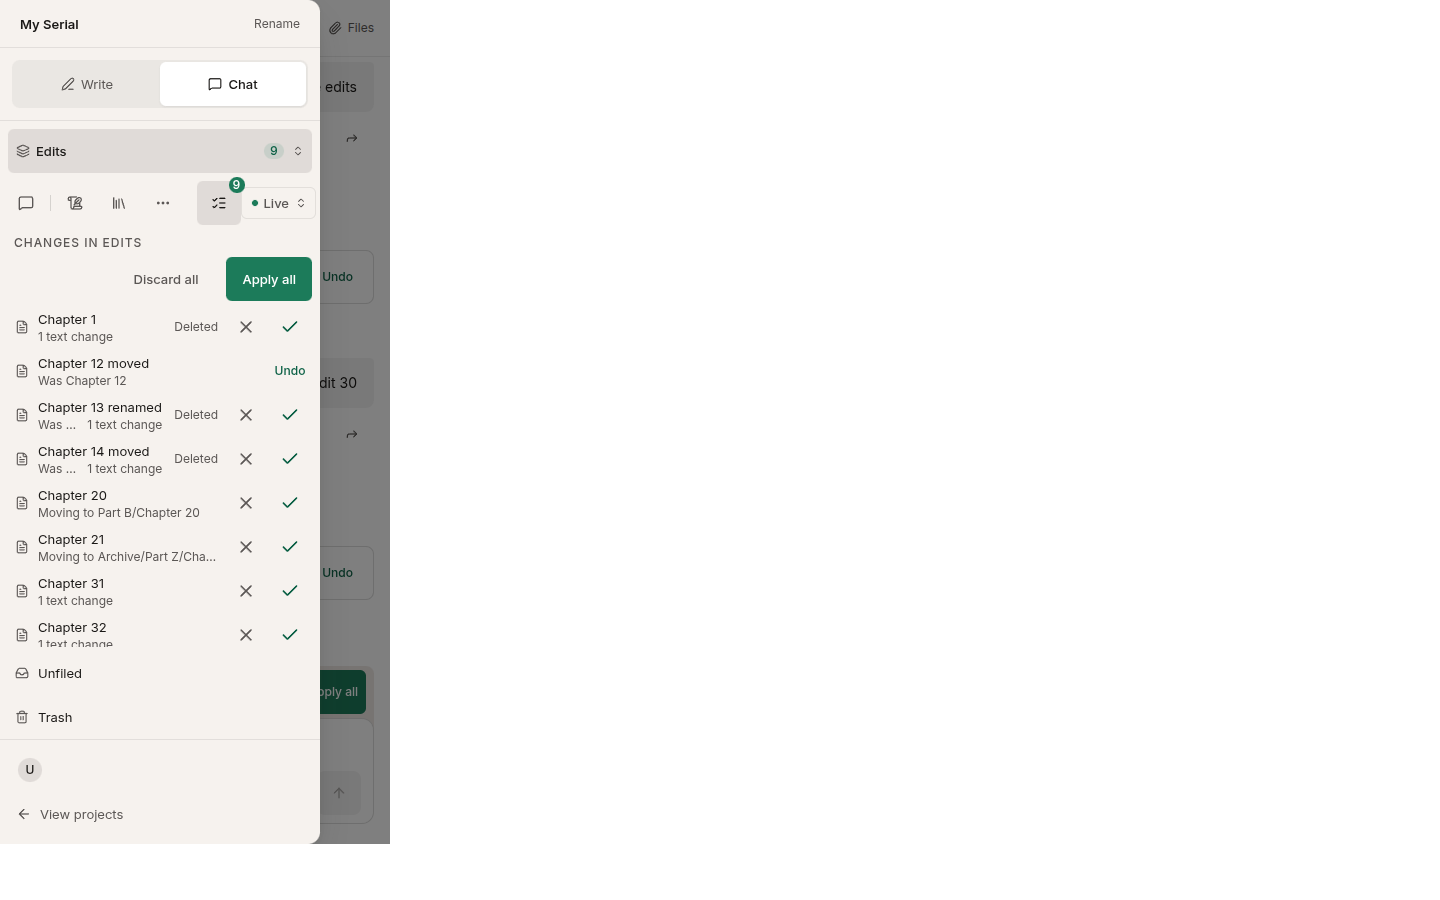 My Serial
Rename
Files
Write
Chat
edits
Edits
9
9
Live
CHANGES IN EDITS
Discard all
Apply all
Undo
Chapter 1
1 text change
Deleted
Chapter 12 moved
Was Chapter 12
Undo
Chapter 13 renamed
Was ... 1 text change
Deleted
dit 30
Chapter 14 moved
Was ... 1 text change
Deleted
Chapter 20
Moving to Part B/Chapter 20
Chapter 21
Moving to Archive/Part Z/Cha...
Undo
Chapter 31
1 text change
Chapter 32
1 text change
Unfiled
pply all
Trash
U
View projects